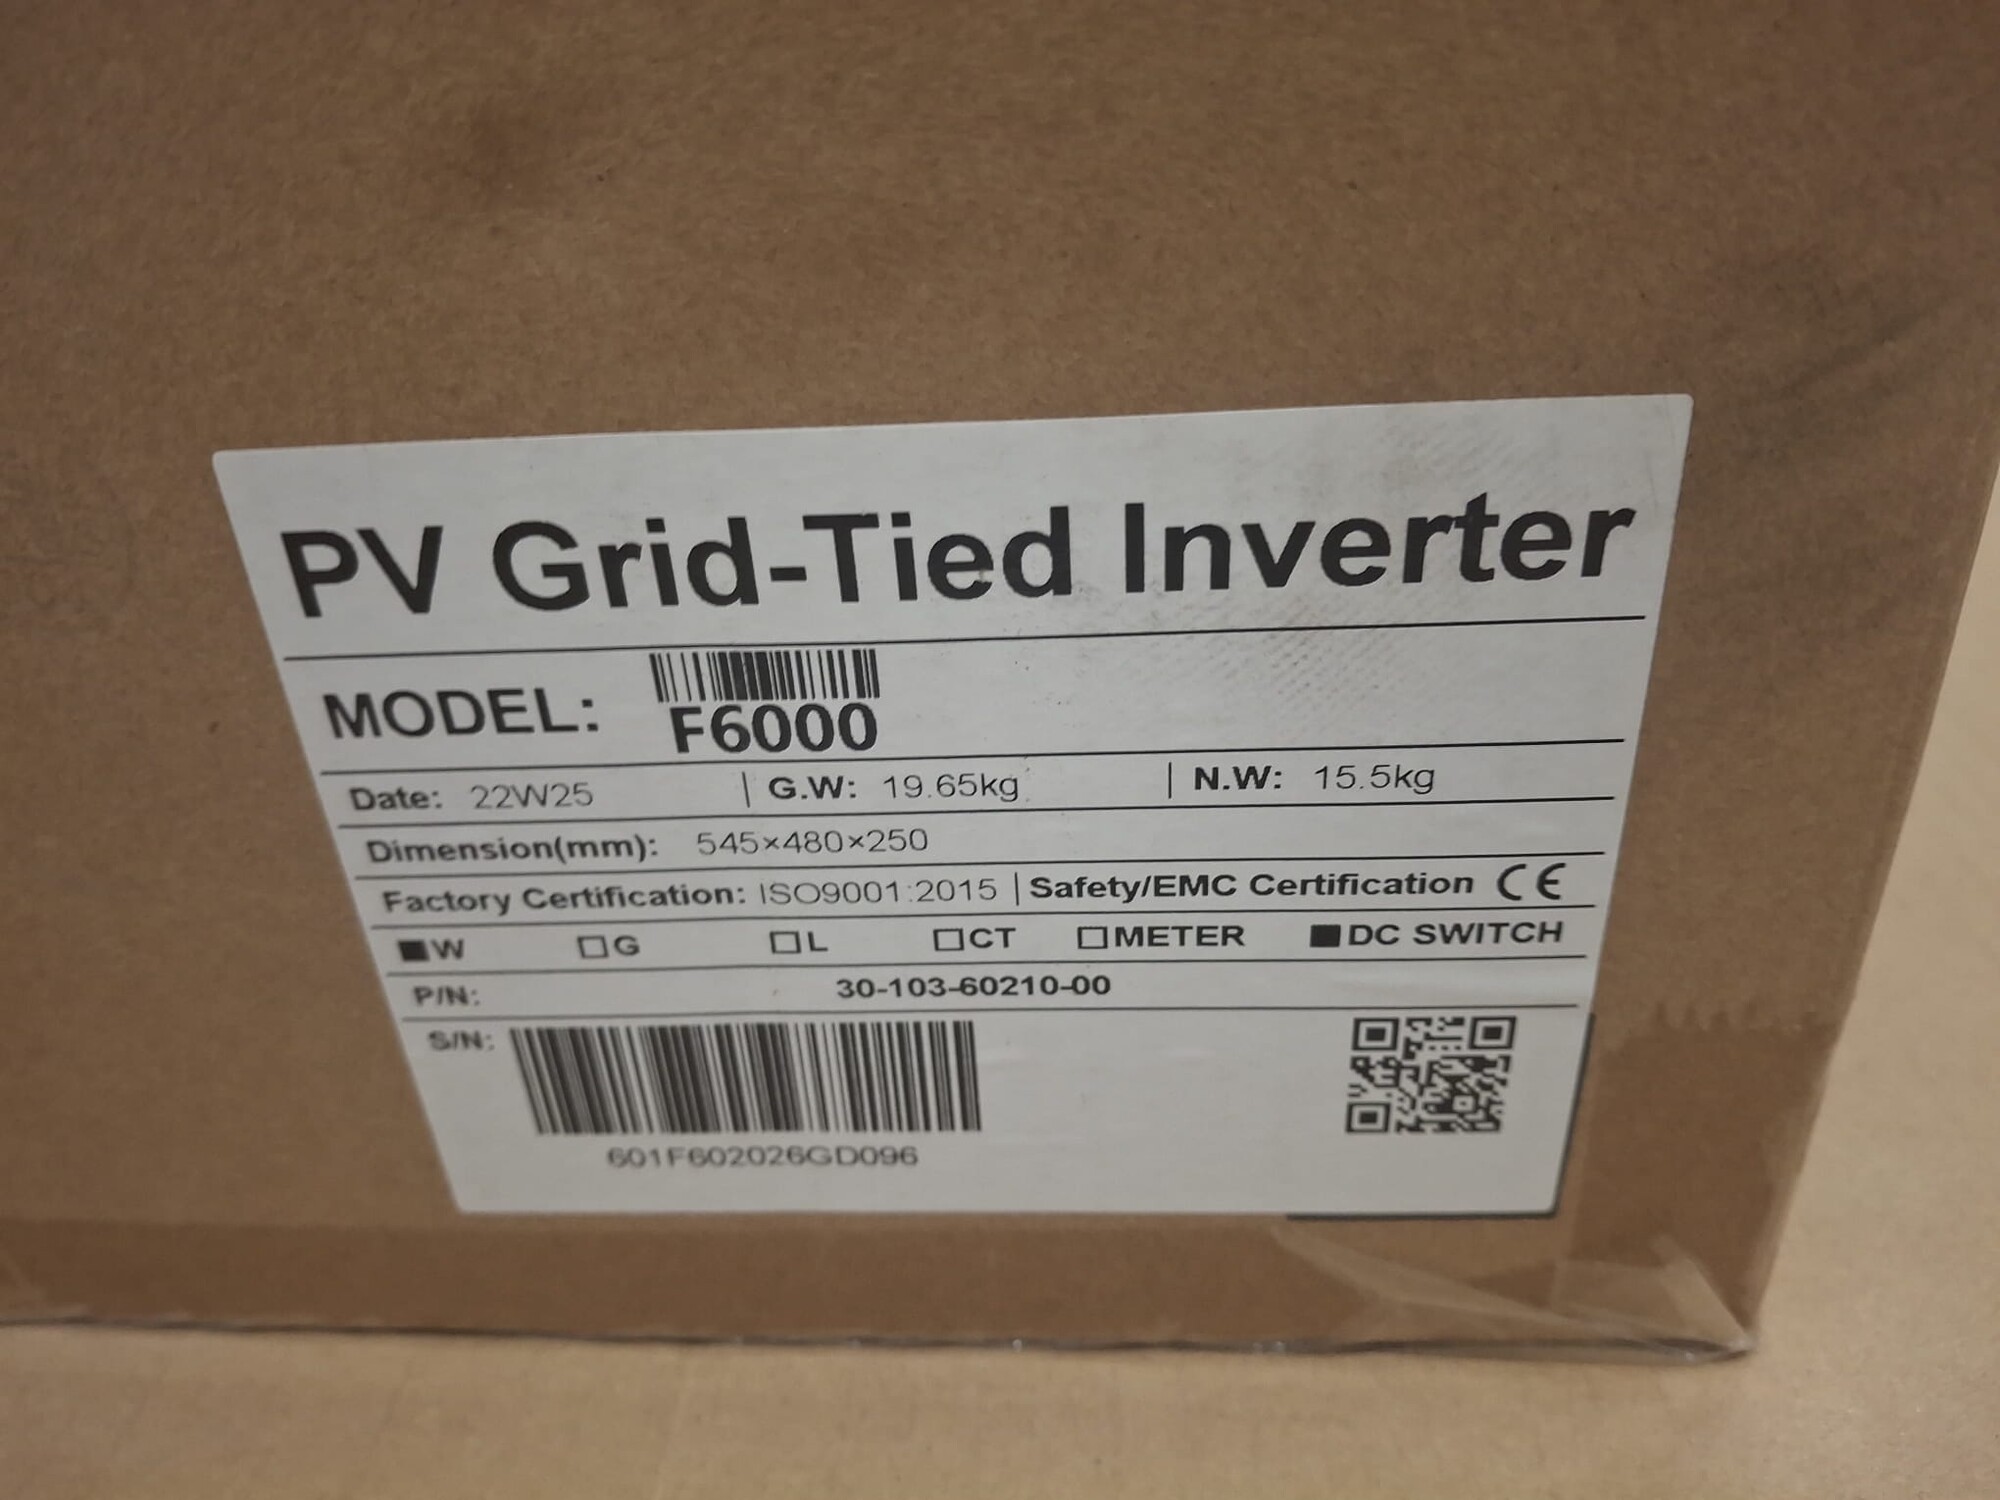 PV Grid-Tied Inverter
MODEL: F6000
Date: 22W25 | G.W: 19.65kg | N.W: 15.5kg
Dimension(mm): 545×480×250
Factory Certification: ISO9001:2015 | Safety/EMC Certification CE
■W □G □L □CT □METER ■DC SWITCH
P/N: 30-103-60210-00
S/N:
601F602026GD096